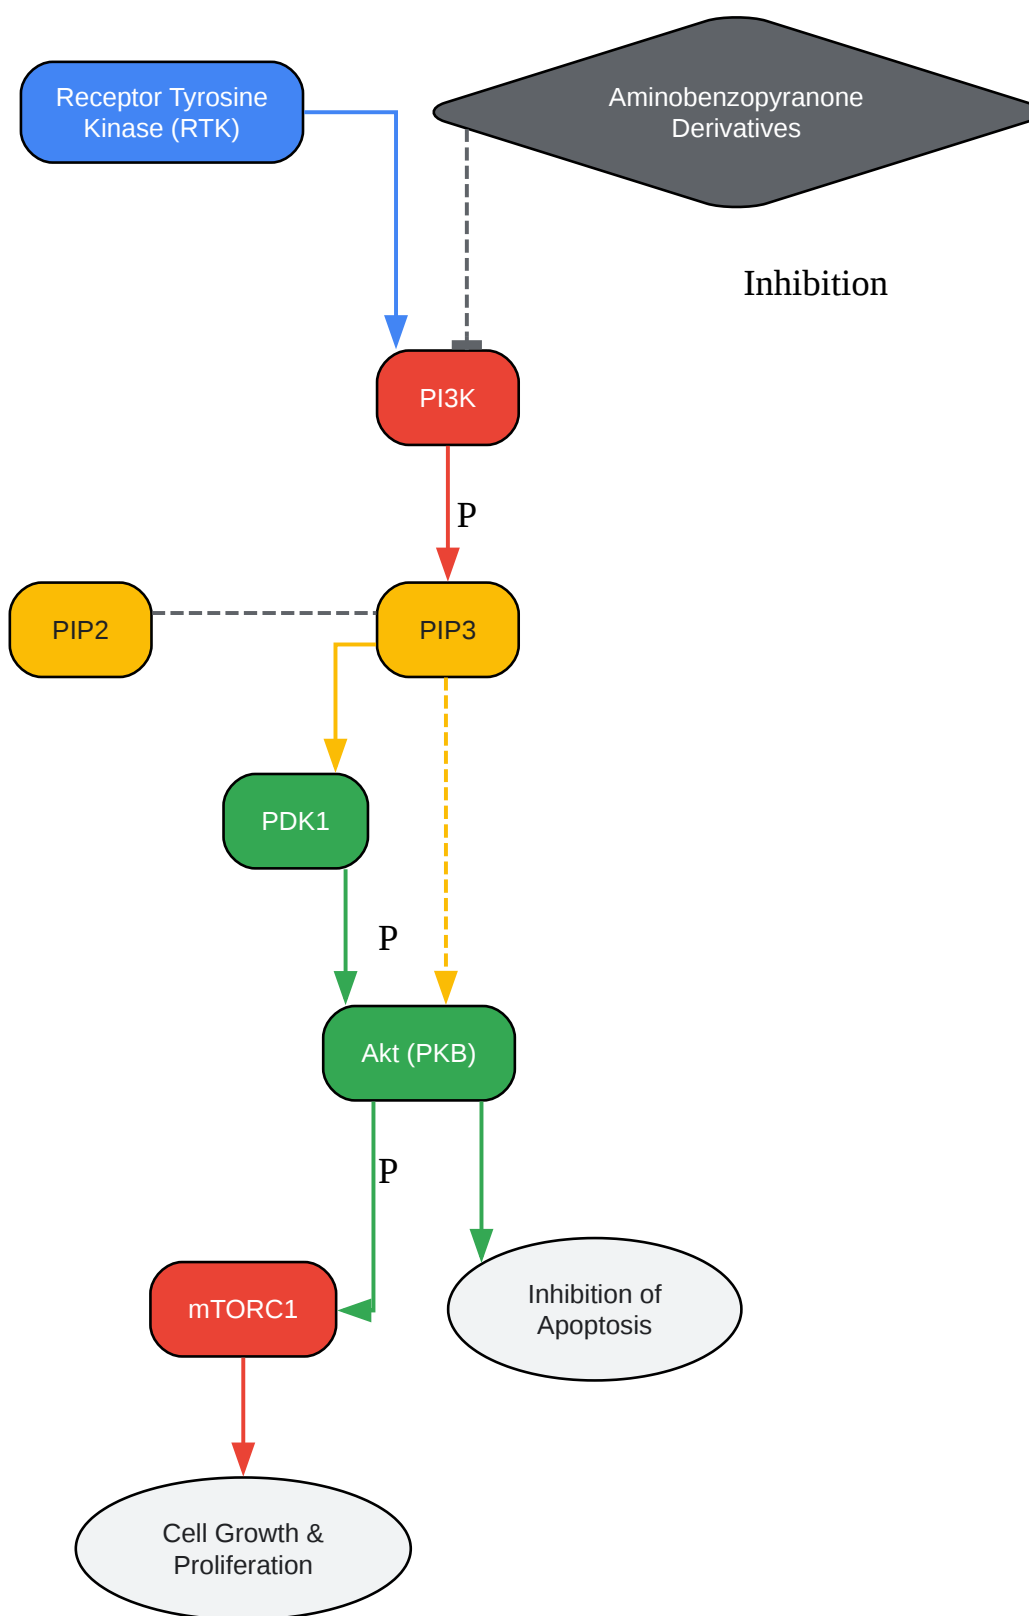 Receptor Tyrosine
Kinase (RTK)
Aminobenzopyranone
Derivatives
Inhibition
PI3K
P
PIP2
PIP3
PDK1
P
Akt (PKB)
P
mTORC1
Inhibition of
Apoptosis
Cell Growth &
Proliferation